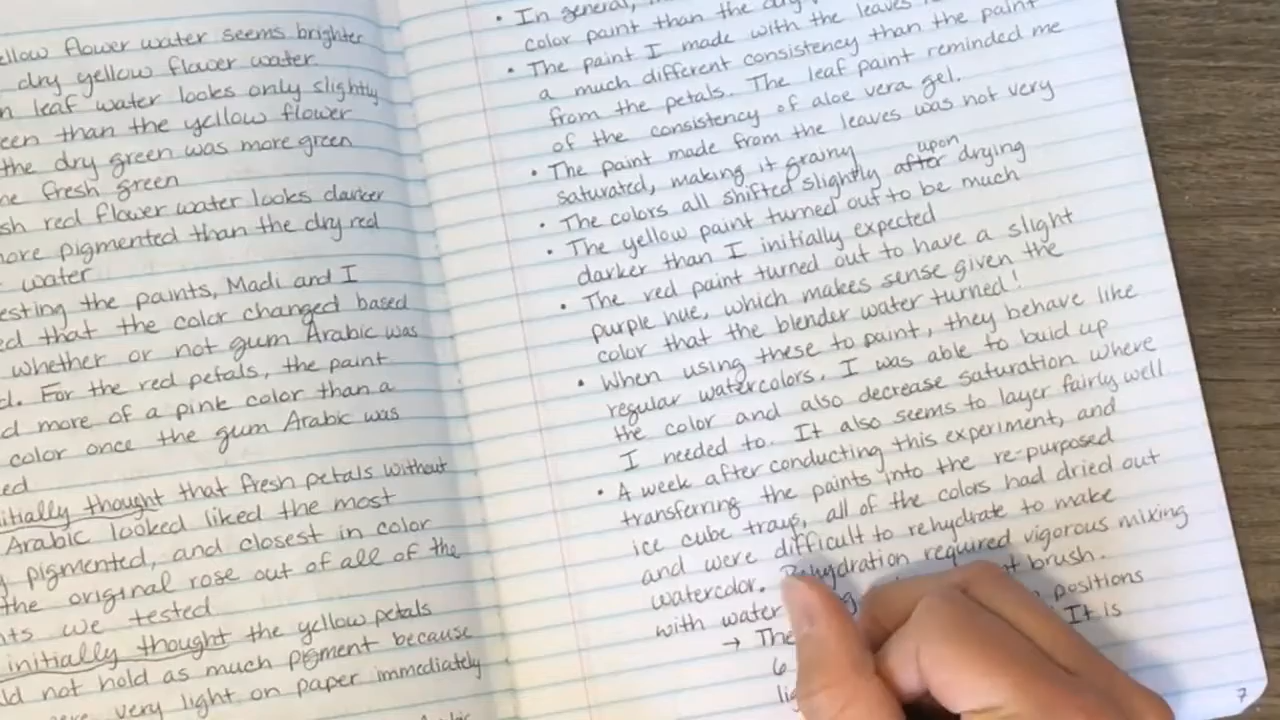 ellow flower water seems brighter
dry yellow flower water.
n leaf water looks only slightly
een than the yellow flower
the dry green was more green
ne fresh green
sh red flower water looks darker
nore pigmented than the dry red
water
esting the paints, Madi and I
ed that the color changed based
whether or not gum Arabic was
d. For the red petals, the paint
d more of a pink color than a
color once the gum Arabic was
ed
itially thought that fresh petals without
Arabic looked liked the most
y pigmented, and closest in color
the original rose out of all of the
nts we tested
initially thought the yellow petals
ld not hold as much pigment because
very light on paper immediately
• In general,
color paint than the dry
• The paint I made with the leaves
a much different consistency than the paint
from the petals. The leaf paint reminded me
of the consistency of aloe vera gel.
• The paint made from the leaves was not very
saturated, making it grainy
• The colors all shifted slightly after upon drying
• The yellow paint turned out to be much
darker than I initially expected
• The red paint turned out to have a slight
purple hue, which makes sense given the
color that the blender water turned!
• When using these to paint, they behave like
regular watercolors. I was able to buid up
the color and also decrease saturation where
I needed to. It also seems to layer fairly well
• A week after conducting this experiment, and
transferring the paints into the re-purposed
ice cube trays, all of the colors had dried out
and were difficult to rehydrate to make
watercolor. Rehydration required vigorous mixing
with water brush.
→ The positions
6 It is
lig
7